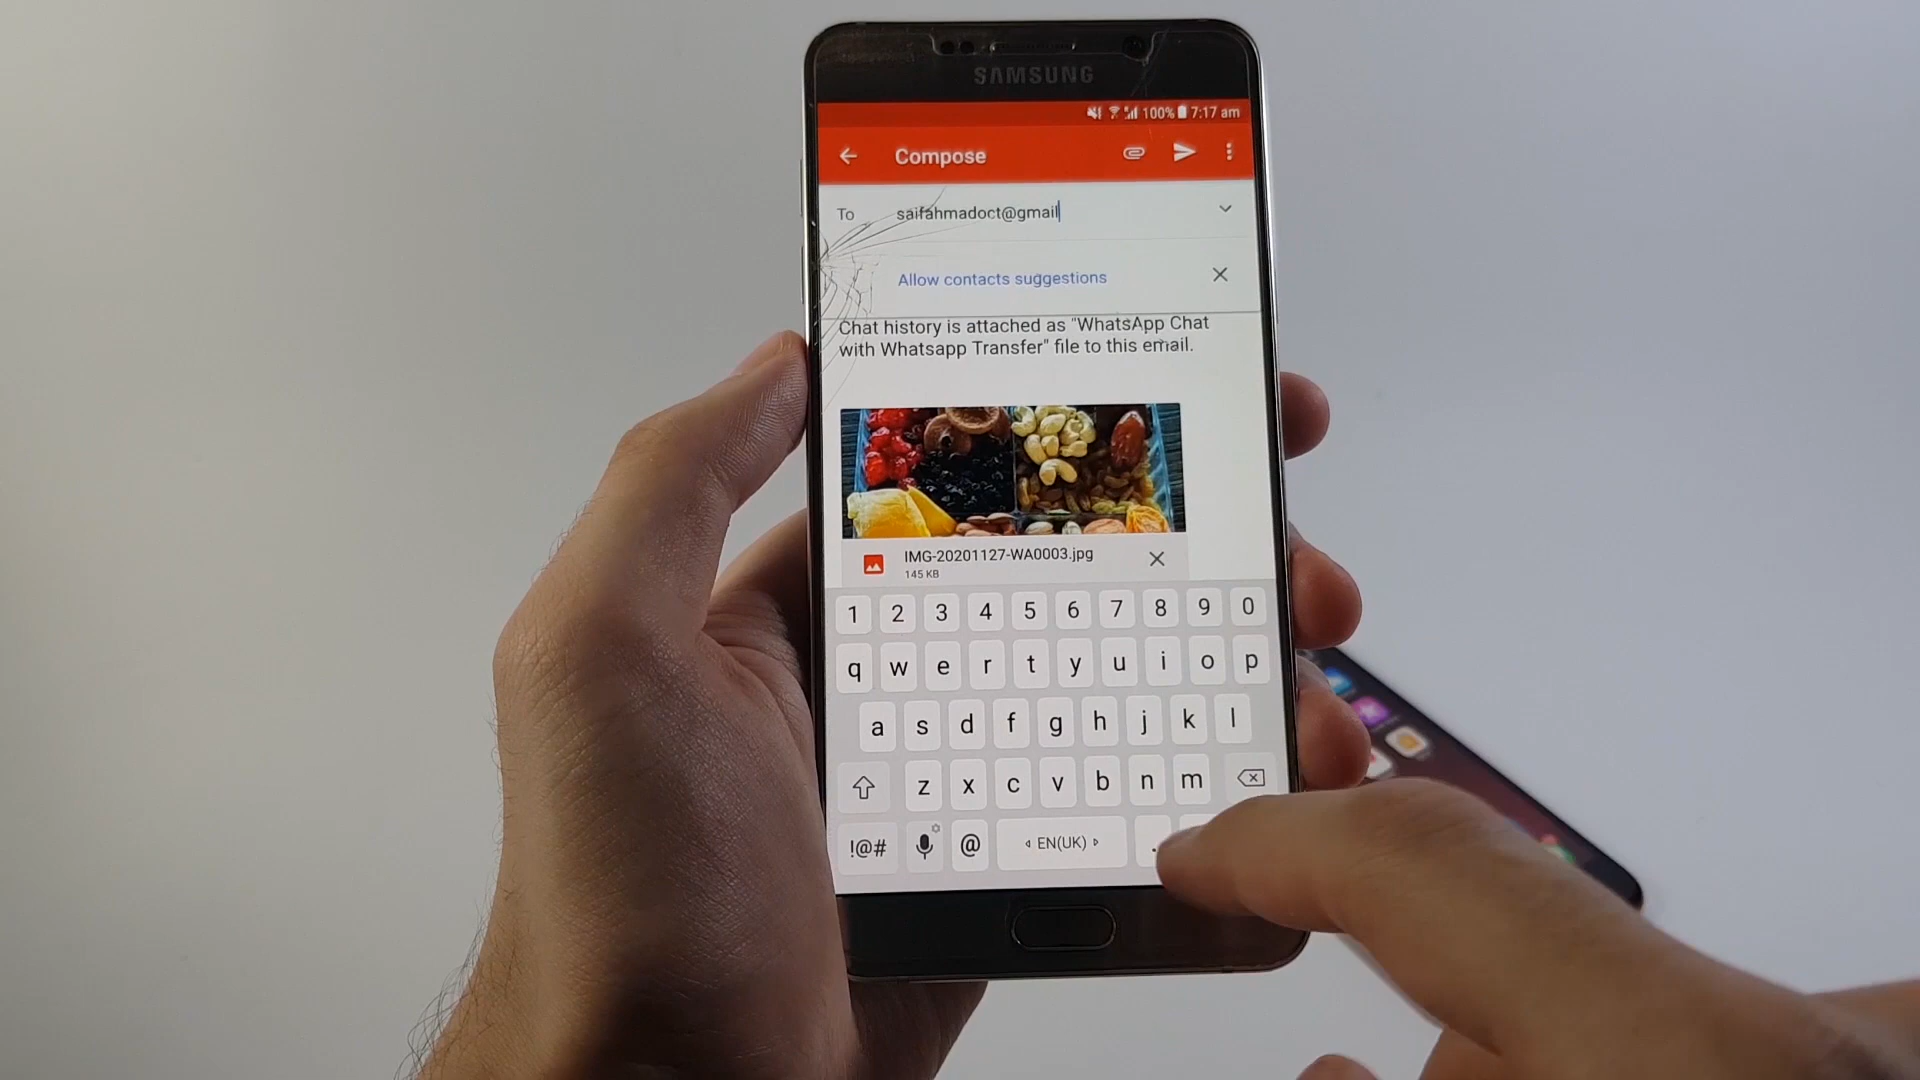 SAMSUNG
100% 7:17 am
Compose
To saifahmadoct@gmail
Allow contacts suggestions
Chat history is attached as "WhatsApp Chat
with Whatsapp Transfer" file to this email.
IMG-20201127-WA0003.jpg
145 KB
1 2 3 4 5 6 7 8 9 0
q w e r t y u i o p
a s d f g h j k l
z x c v b n m
!@# @ EN(UK) .